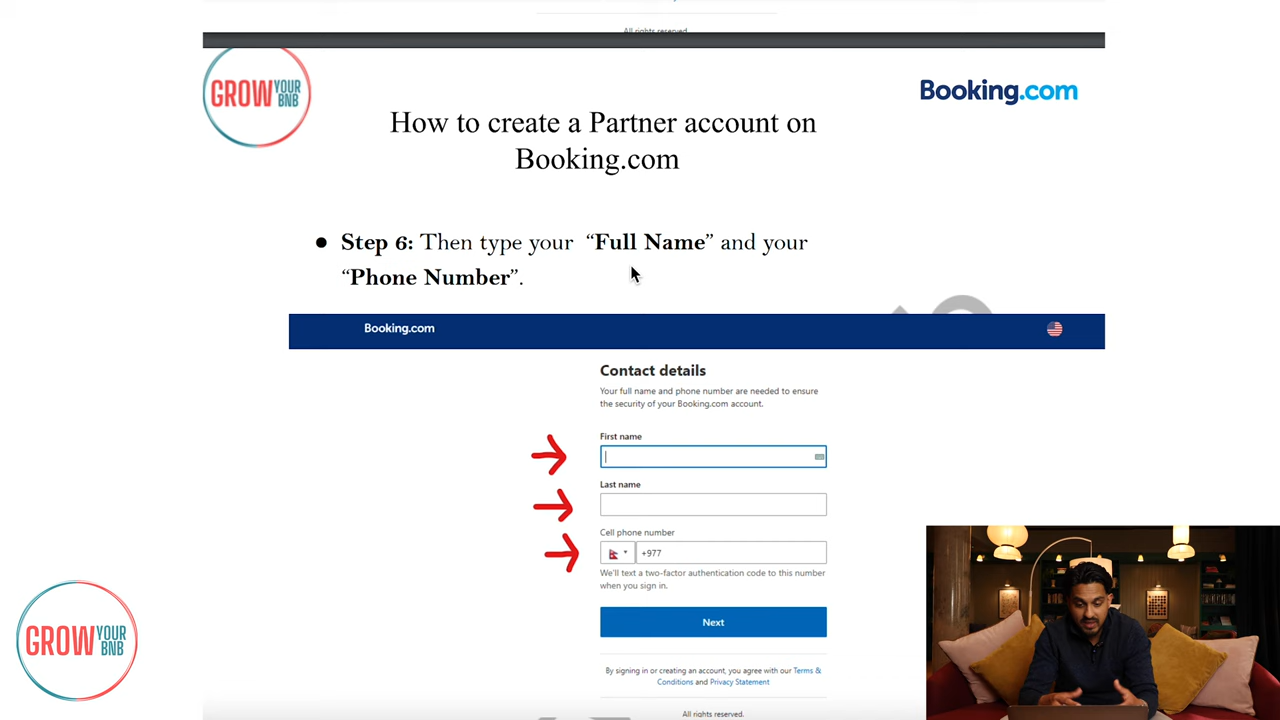 All rights reserved.
GROW YOUR BNB
Booking.com
How to create a Partner account on
Booking.com
● Step 6: Then type your “Full Name” and your
“Phone Number”.
Booking.com
Contact details
Your full name and phone number are needed to ensure
the security of your Booking.com account.
First name
Last name
Cell phone number
+977
We'll text a two-factor authentication code to this number
when you sign in.
Next
By signing in or creating an account, you agree with our Terms &
Conditions and Privacy Statement
All rights reserved.
GROW YOUR BNB